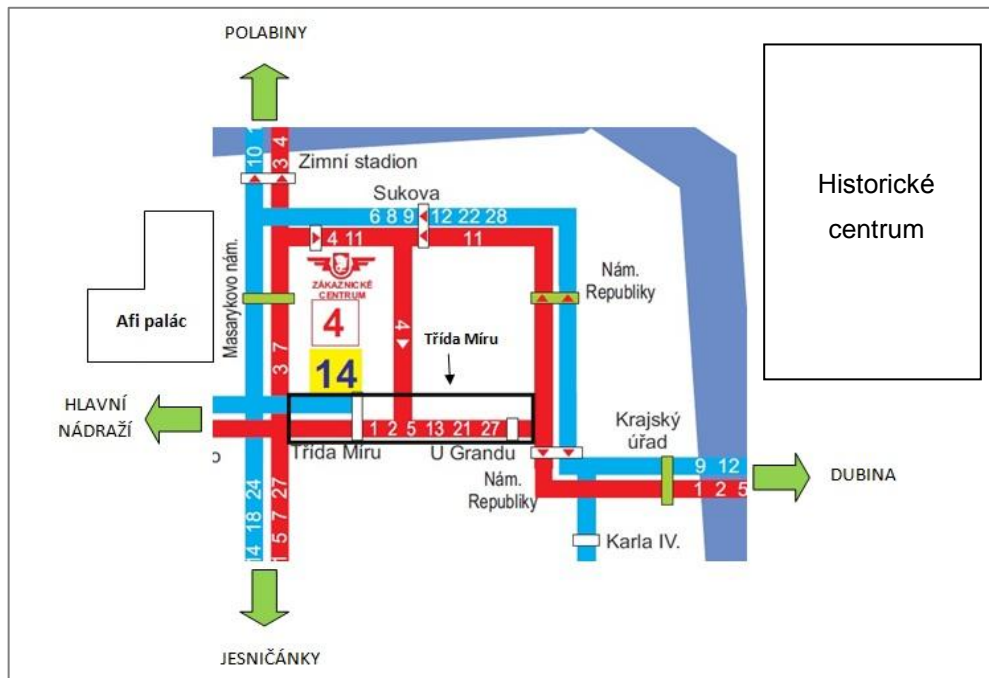 POLABINY
10 1
3 4
Zimní stadion
Sukova
6 8 9 12 22 28
4 11
11
Historické
centrum
ZÁKAZNICKÉ
CENTRUM
Masarykovo nám.
Nám.
Republiky
Afi palác
4
4
Třída Míru
3 7
14
HLAVNÍ
NÁDRAŽÍ
1 2 5 13 21 27
Krajský
úřad
o
Třída Míru
U Grandu
9 12
Nám.
Republiky
1 2 5
DUBINA
14 18 24
1 5 7 27
Karla IV.
JESNIČÁNKY